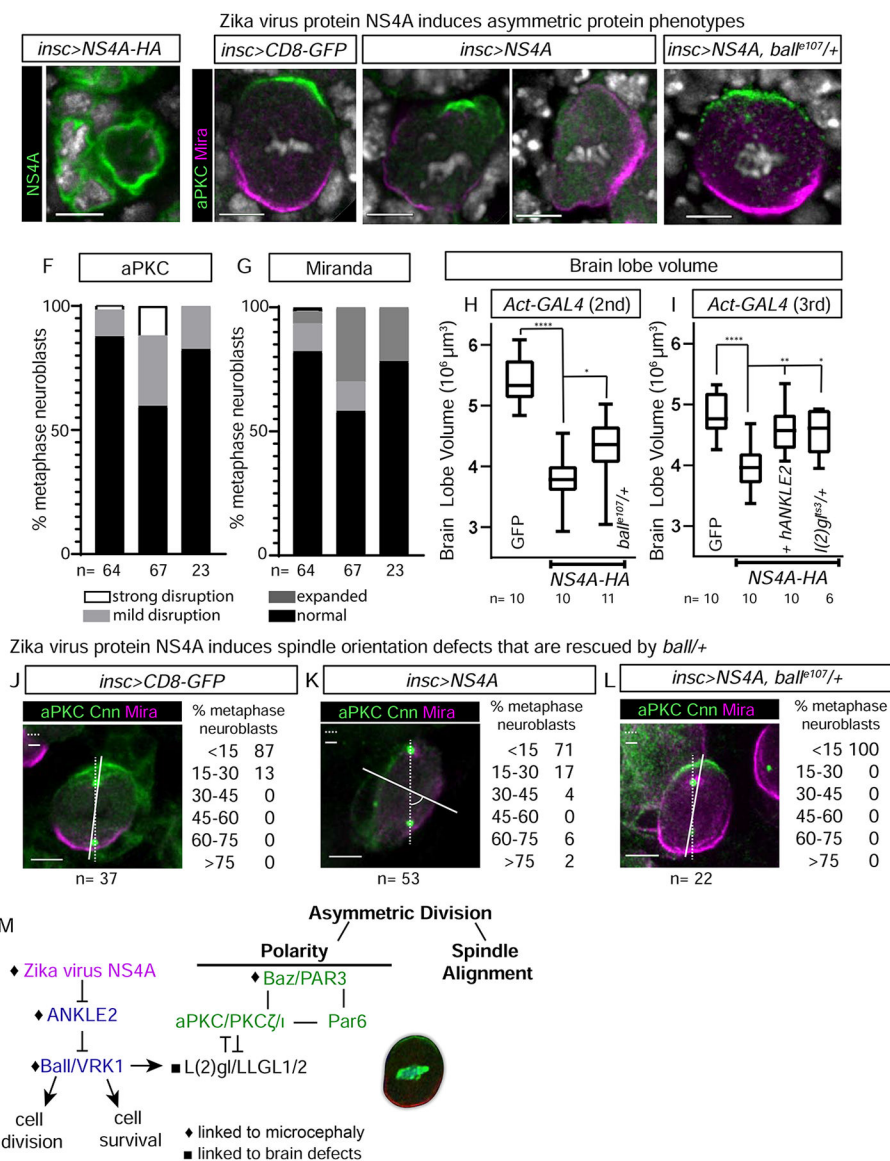 Zika virus protein NS4A induces asymmetric protein phenotypes
insc>NS4A-HA
insc>CD8-GFP
insc>NS4A
insc>NS4A, ball^e107/+
NS4A
aPKC Mira
F
aPKC
G
Miranda
Brain lobe volume
H
Act-GAL4 (2nd)
I
Act-GAL4 (3rd)
% metaphase neuroblasts
100
50
0
n= 64 67 23
% metaphase neuroblasts
100
50
0
n= 64 67 23
strong disruption
mild disruption
expanded
normal
Brain Lobe Volume (10^6 µm^3)
6
5
4
3
****
*
GFP
ball^e107/+
NS4A-HA
n= 10 10 11
Brain Lobe Volume (10^6 µm^3)
6
5
4
3
****
**
*
GFP
+ hANKLE2
l(2)gl^ts3/+
NS4A-HA
n= 10 10 10 6
Zika virus protein NS4A induces spindle orientation defects that are rescued by ball/+
J
insc>CD8-GFP
aPKC Cnn Mira
% metaphase
neuroblasts
<15 87
15-30 13
30-45 0
45-60 0
60-75 0
>75 0
n= 37
K
insc>NS4A
aPKC Cnn Mira
% metaphase
neuroblasts
<15 71
15-30 17
30-45 4
45-60 0
60-75 6
>75 2
n= 53
L
insc>NS4A, ball^e107/+
aPKC Cnn Mira
% metaphase
neuroblasts
<15 100
15-30 0
30-45 0
45-60 0
60-75 0
>75 0
n= 22
M
Asymmetric Division
Polarity
Spindle
Alignment
♦ Zika virus NS4A
♦ Baz/PAR3
♦ ANKLE2
aPKC/PKCζ/ι
Par6
♦Ball/VRK1
■ L(2)gl/LLGL1/2
cell
division
cell
survival
♦ linked to microcephaly
■ linked to brain defects